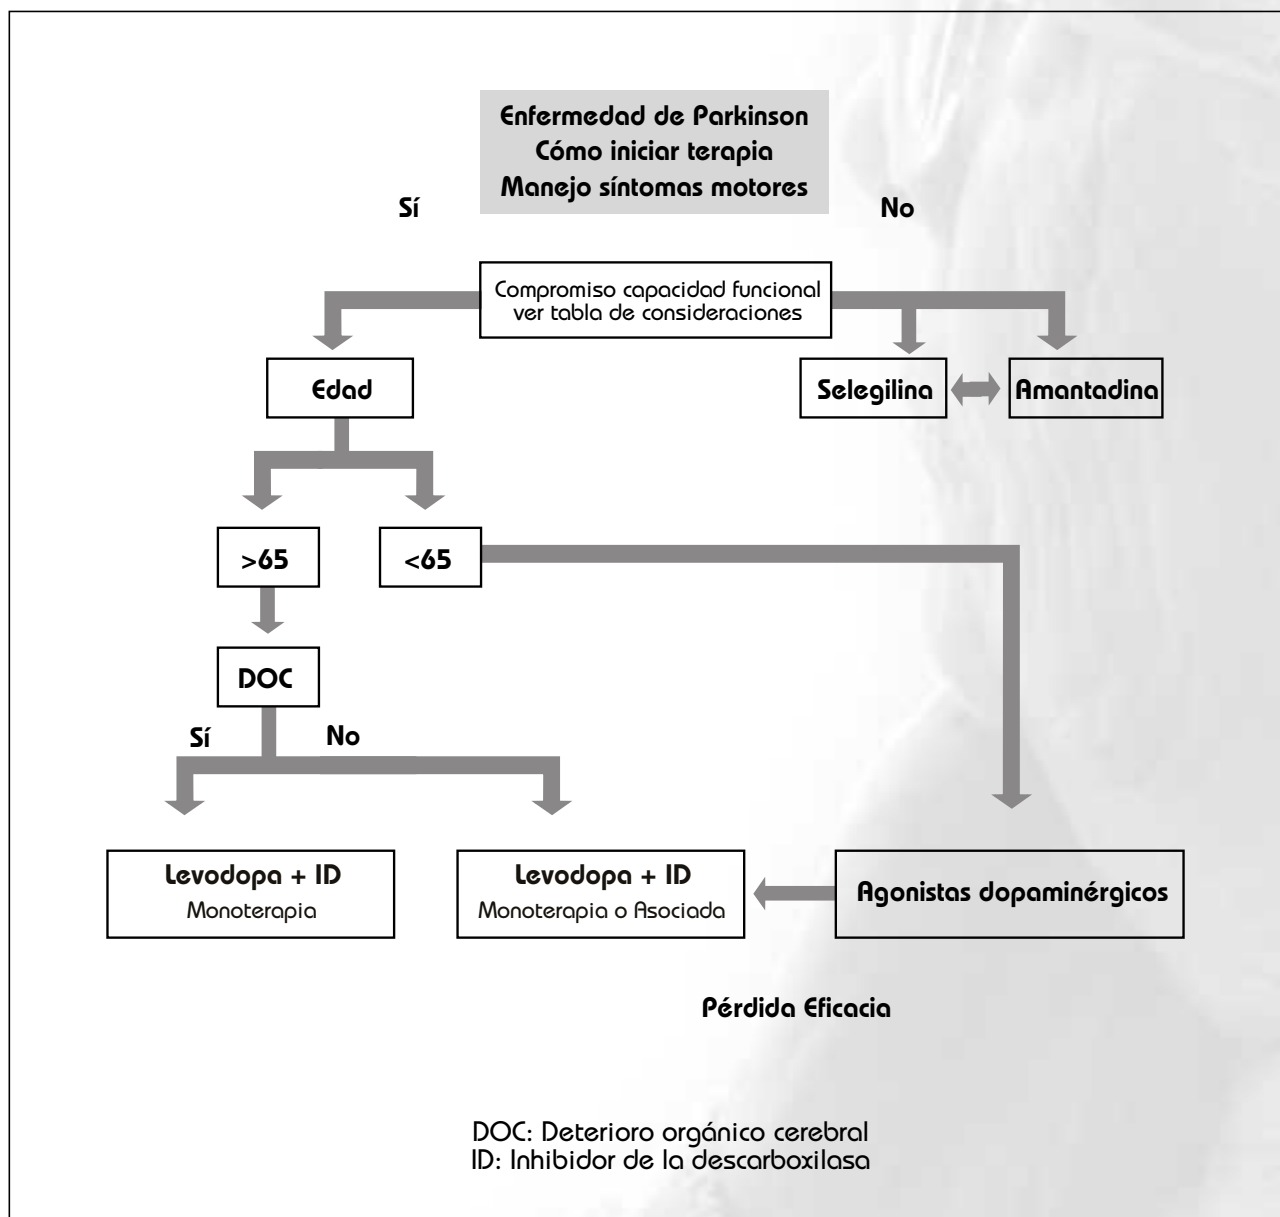 Enfermedad de Parkinson
Cómo iniciar terapia
Manejo síntomas motores
Sí
No
Compromiso capacidad funcional
ver tabla de consideraciones
Edad
Selegilina
Amantadina
>65
<65
DOC
Sí
No
Levodopa + ID
Monoterapia
Levodopa + ID
Monoterapia o Asociada
Agonistas dopaminérgicos
Pérdida Eficacia
DOC: Deterioro orgánico cerebral
ID: Inhibidor de la descarboxilasa